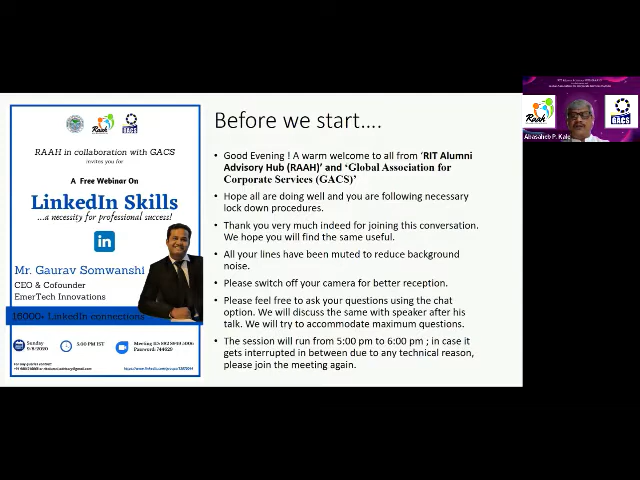 RAAH in collaboration with GACS
invites you for
A Free Webinar On
LinkedIn Skills
...a necessity for professional success!
in
Mr. Gaurav Somwanshi
CEO & Cofounder
EmerTech Innovations
16000+ LinkedIn connections
Sunday
5:00 PM IST
Before we start....
• Good Evening ! A warm welcome to all from ‘RIT Alumni
Advisory Hub (RAAH)’ and ‘Global Association for
Corporate Services (GACS)’
• Hope all are doing well and you are following necessary
lock down procedures.
• Thank you very much indeed for joining this conversation.
We hope you will find the same useful.
• All your lines have been muted to reduce background
noise.
• Please switch off your camera for better reception.
• Please feel free to ask your questions using the chat
option. We will discuss the same with speaker after his
talk. We will try to accommodate maximum questions.
• The session will run from 5:00 pm to 6:00 pm ; in case it
gets interrupted in between due to any technical reason,
please join the meeting again.
Raah
GACS
Abasaheb P. Kale